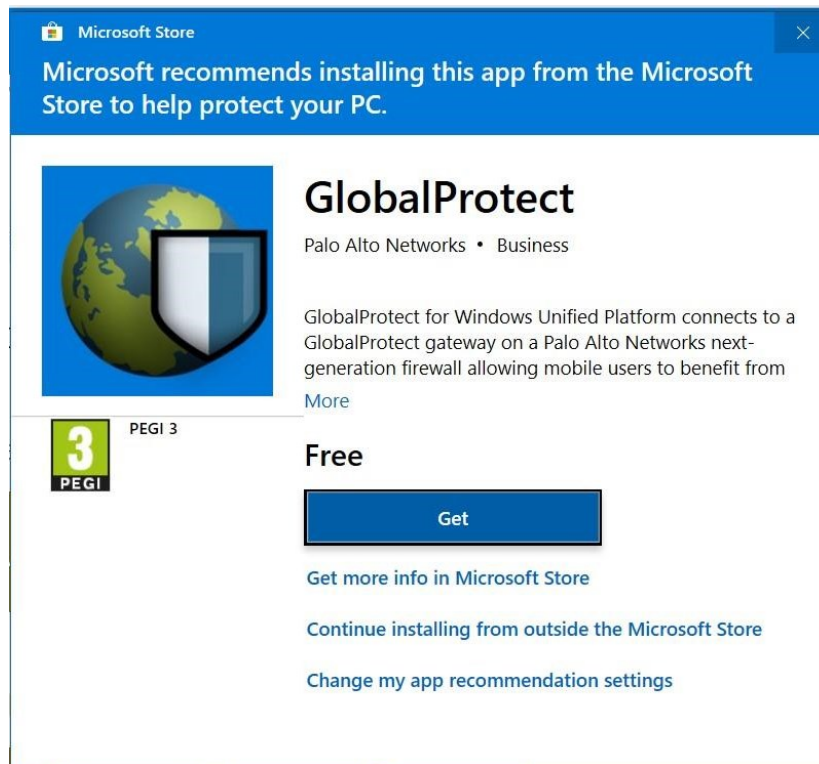 Microsoft Store
Microsoft recommends installing this app from the Microsoft
Store to help protect your PC.
GlobalProtect
Palo Alto Networks • Business
GlobalProtect for Windows Unified Platform connects to a
GlobalProtect gateway on a Palo Alto Networks next-
generation firewall allowing mobile users to benefit from
More
3
PEGI
PEGI 3
Free
Get
Get more info in Microsoft Store
Continue installing from outside the Microsoft Store
Change my app recommendation settings